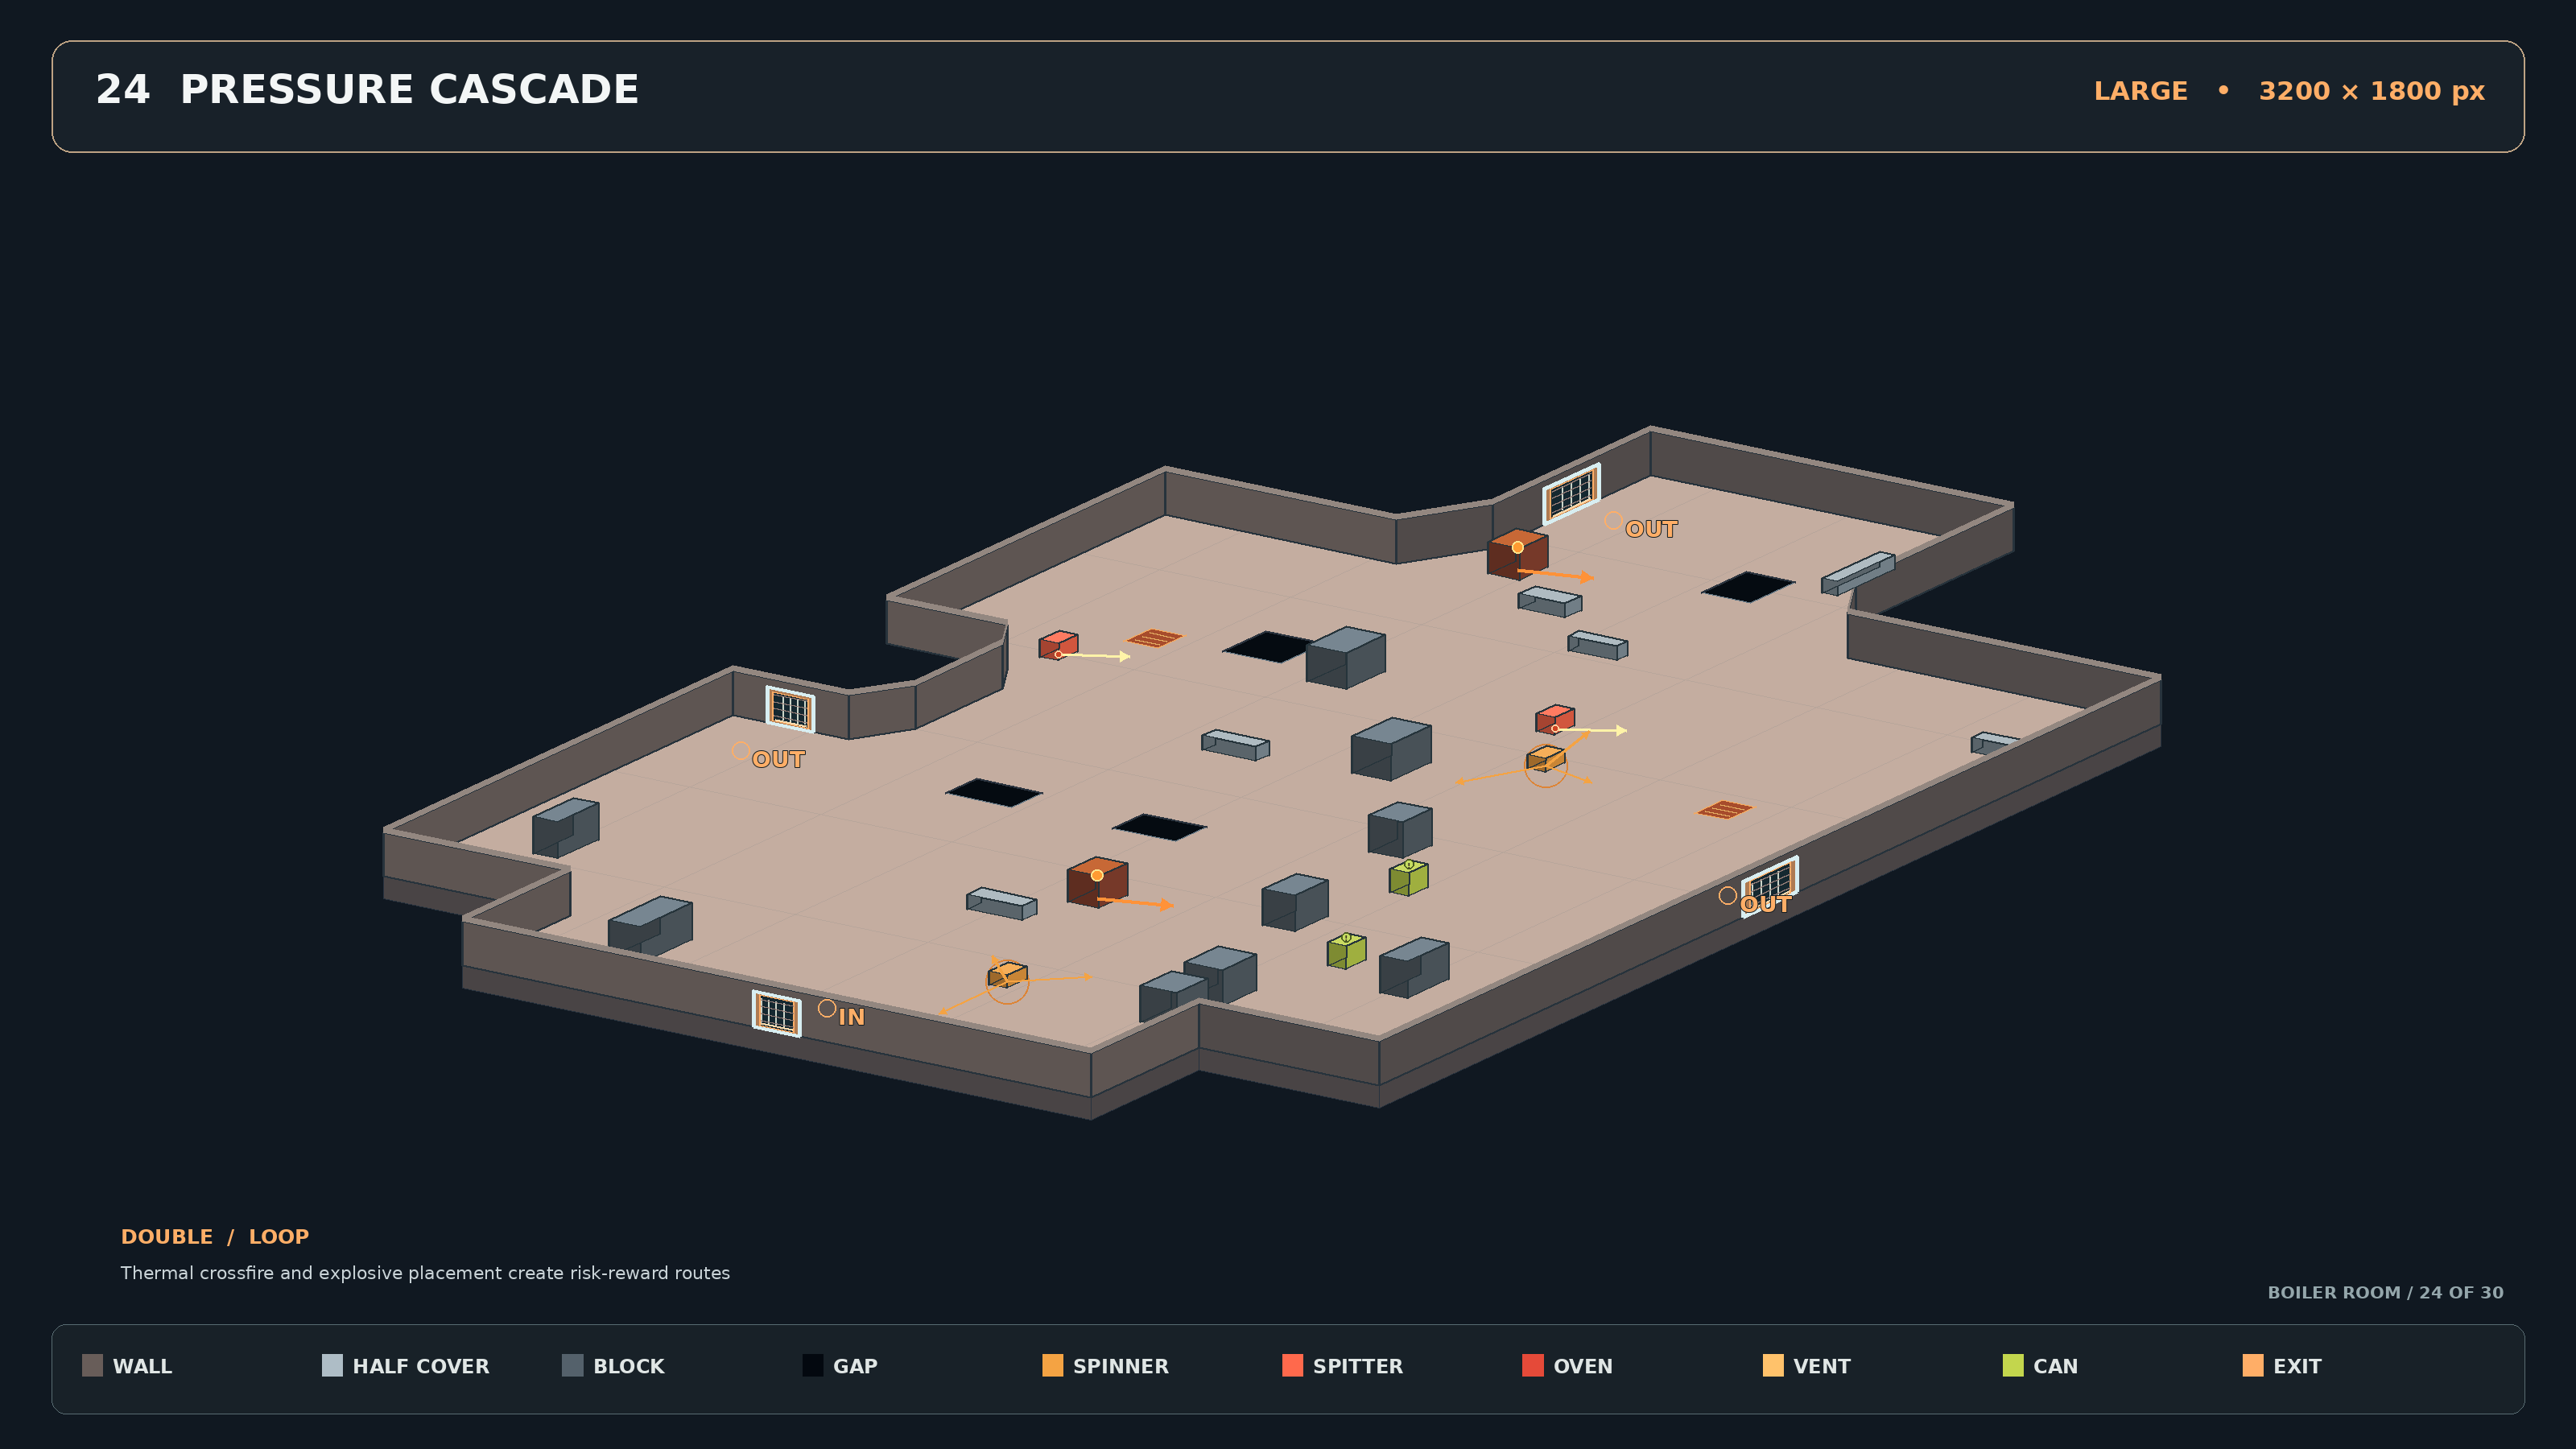 24 PRESSURE CASCADE
LARGE • 3200 × 1800 px
OUT
OUT
OUT
IN
DOUBLE / LOOP
Thermal crossfire and explosive placement create risk-reward routes
BOILER ROOM / 24 OF 30
WALL HALF COVER BLOCK GAP SPINNER SPITTER OVEN VENT CAN EXIT